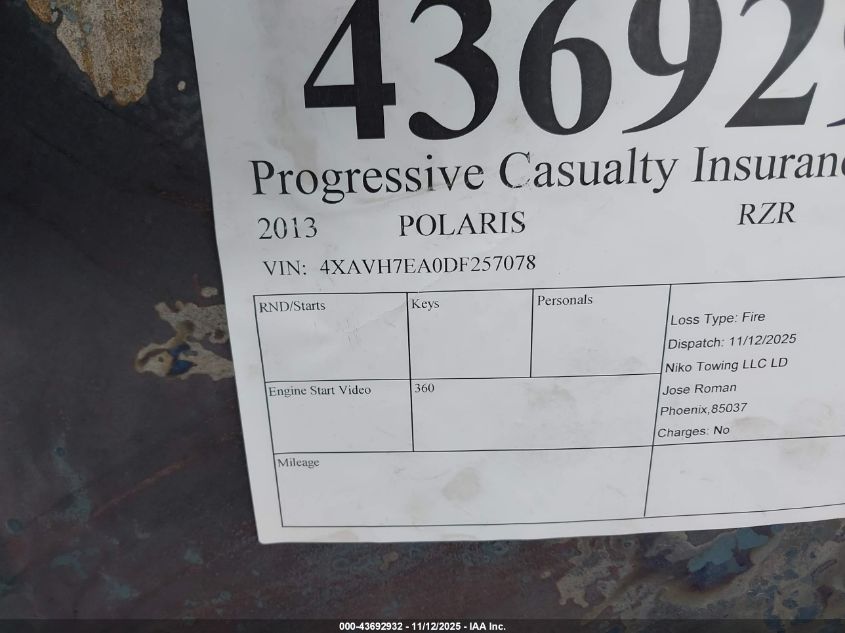 43692
Progressive Casualty Insuran
2013 POLARIS RZR
VIN: 4XAVH7EA0DF257078
RND/Starts Keys Personals
Loss Type: Fire
Dispatch: 11/12/2025
Niko Towing LLC LD
Engine Start Video 360
Jose Roman
Phoenix,85037
Charges: No
Mileage
000-43692932 - 11/12/2025 - IAA Inc.